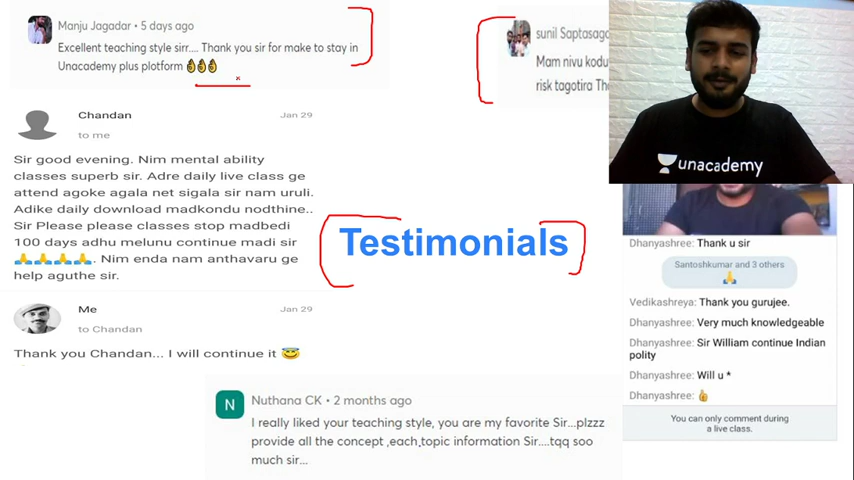 Manju Jagadar • 5 days ago
Excellent teaching style sirr.... Thank you sir for make to stay in
Unacademy plus plotform 👌👌👌
sunil
Mam nivu
risk tagotira
unacademy
Chandan
Jan 29
to me
Sir good evening. Nim mental ability
classes superb sir. Adre daily live class ge
attend agoke agala net sigala sir nam uruli.
Adike daily download madkondu nodthine..
Sir Please please classes stop madbedi
100 days adhu melunu continue madi sir
🙏🙏🙏🙏. Nim enda nam anthavaru ge
help aguthe sir.
Me
Jan 29
to Chandan
Thank you Chandan... I will continue it 😇
Testimonials
Dhanyashree: Thank u sir
Santoshkumar and 3 others
🙏
Vedikashreya: Thank you gurujee.
Dhanyashree: Very much knowledgeable
Dhanyashree: Sir William continue Indian
polity
Dhanyashree: Will u *
Dhanyashree: 👍
You can only comment during
a live class.
N
Nuthana CK • 2 months ago
I really liked your teaching style, you are my favorite Sir...plzzz
provide all the concept ,each,topic information Sir....tqq soo
much sir...